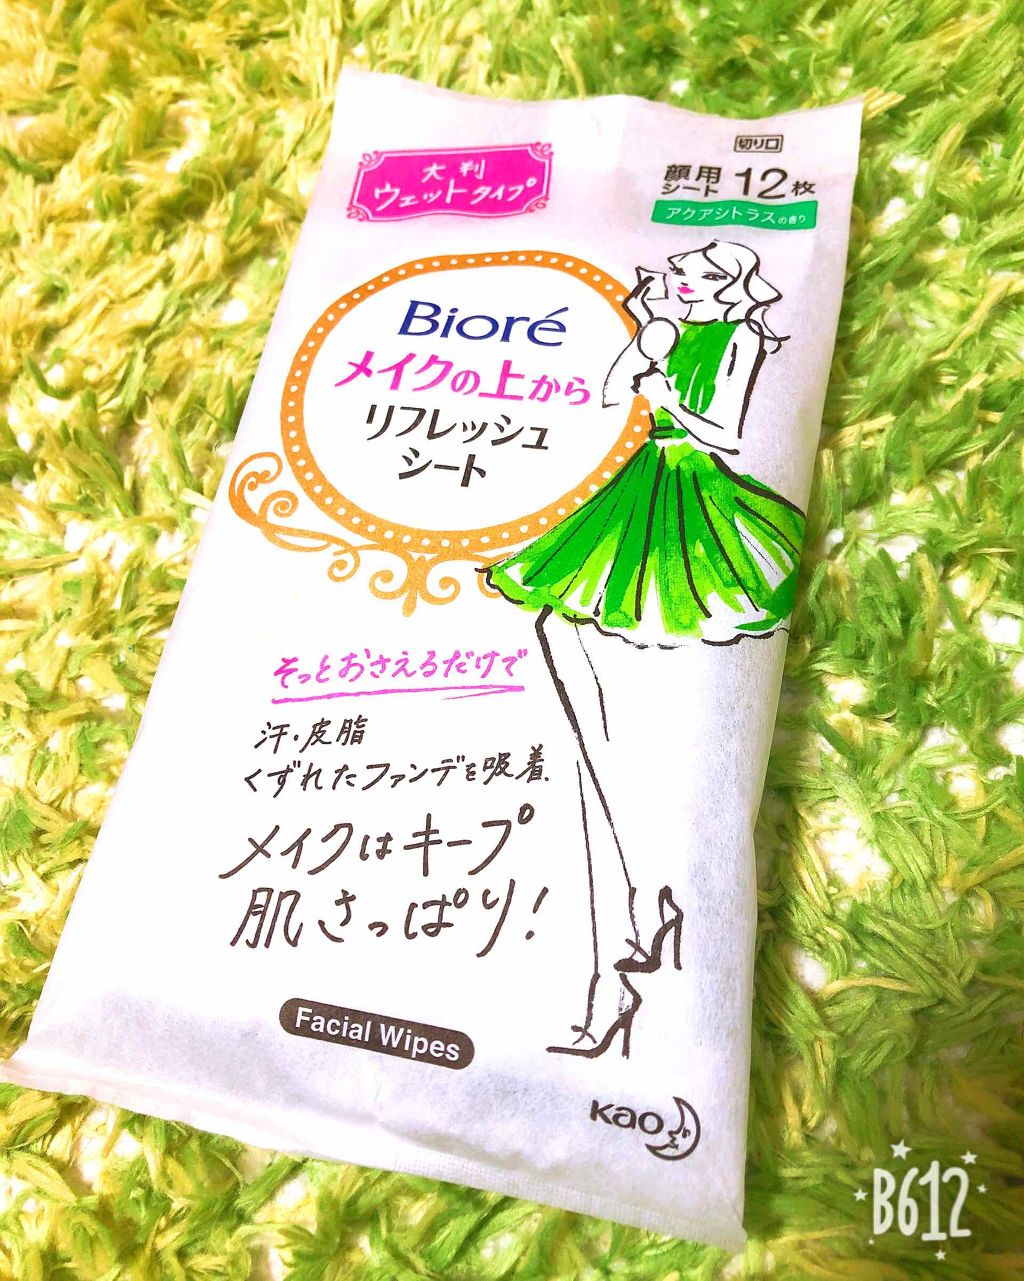 切り口
大判
ウェットタイプ
顔用
シート 12枚
アクアシトラスの香り
Bioré
メイクの上から
リフレッシュ
シート
そっとおさえるだけで
汗・皮脂
くずれたファンデを吸着、
メイクはキープ
肌さっぱり!
Facial Wipes
Kao
B612